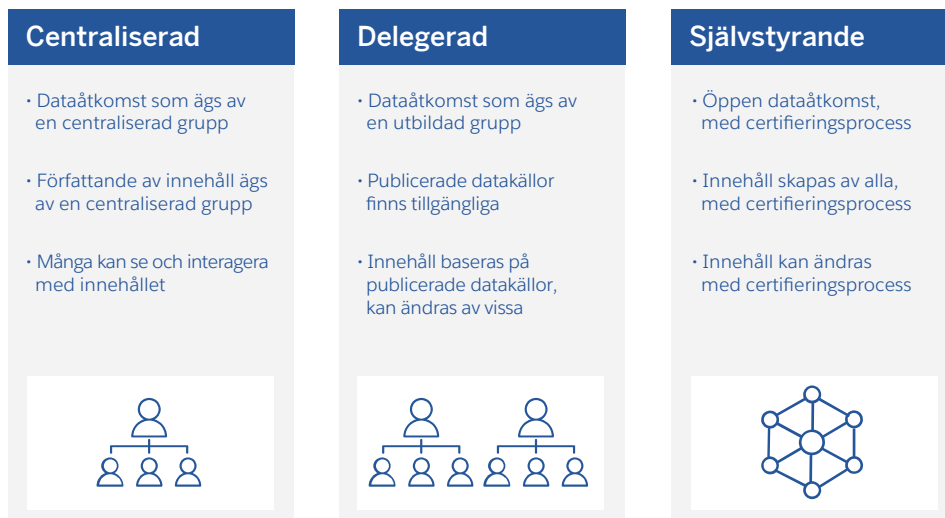 Centraliserad
• Dataåtkomst som ägs av
en centraliserad grupp
• Författande av innehåll ägs
av en centraliserad grupp
• Många kan se och interagera
med innehållet
Delegerad
• Dataåtkomst som ägs av
en utbildad grupp
• Publicerade datakällor
finns tillgängliga
• Innehåll baseras på
publicerade datakällor,
kan ändras av vissa
Självstyrande
• Öppen dataåtkomst,
med certifieringsprocess
• Innehåll skapas av alla,
med certifieringsprocess
• Innehåll kan ändras
med certifieringsprocess